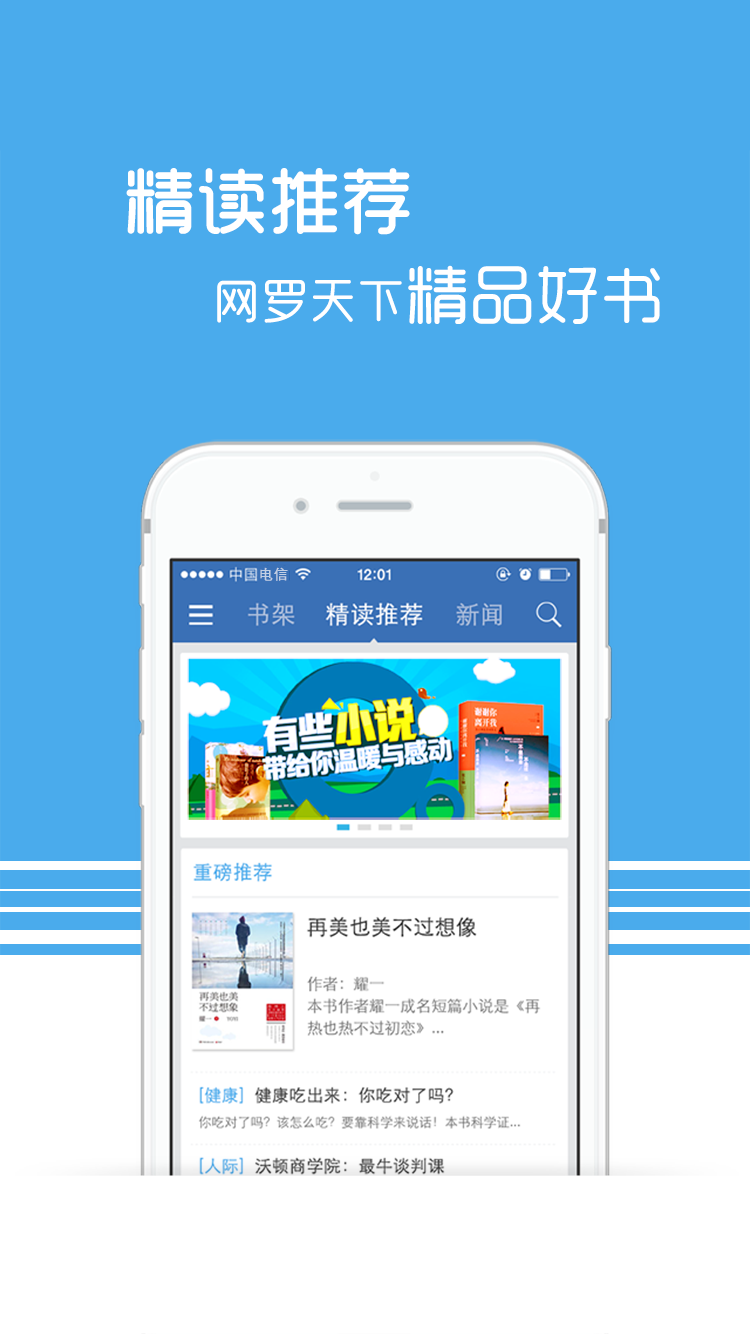 精读推荐
网罗天下精品好书
中国电信
12:01
书架 精读推荐 新闻
有些小说
带给你温暖与感动
谢谢你
离开我
重磅推荐
再美也美不过想像
再美也美
不过想象
耀一
作者：耀一
本书作者耀一成名短篇小说是《再
热也热不过初恋》...
[健康] 健康吃出来：你吃对了吗？
你吃对了吗？该怎么吃？要靠科学来说话！本书科学证...
[人际] 沃顿商学院：最牛谈判课